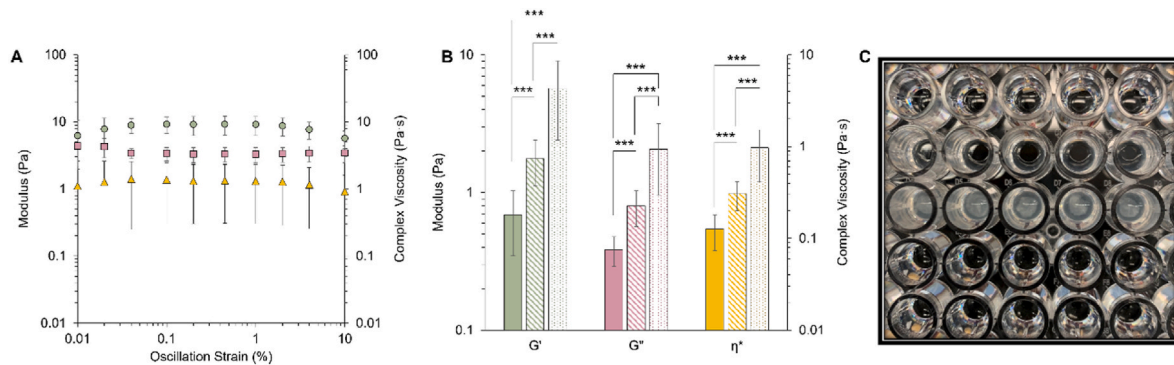 A
Modulus (Pa)
100
10
1
0.1
0.01
0.01
0.1
1
10
Oscillation Strain (%)
100
10
1
0.1
0.01
Complex Viscosity (Pa·s)
B
Modulus (Pa)
10
1
0.1
***
***
***
***
***
***
***
***
***
G'
G"
η*
10
1
0.1
0.01
Complex Viscosity (Pa·s)
C